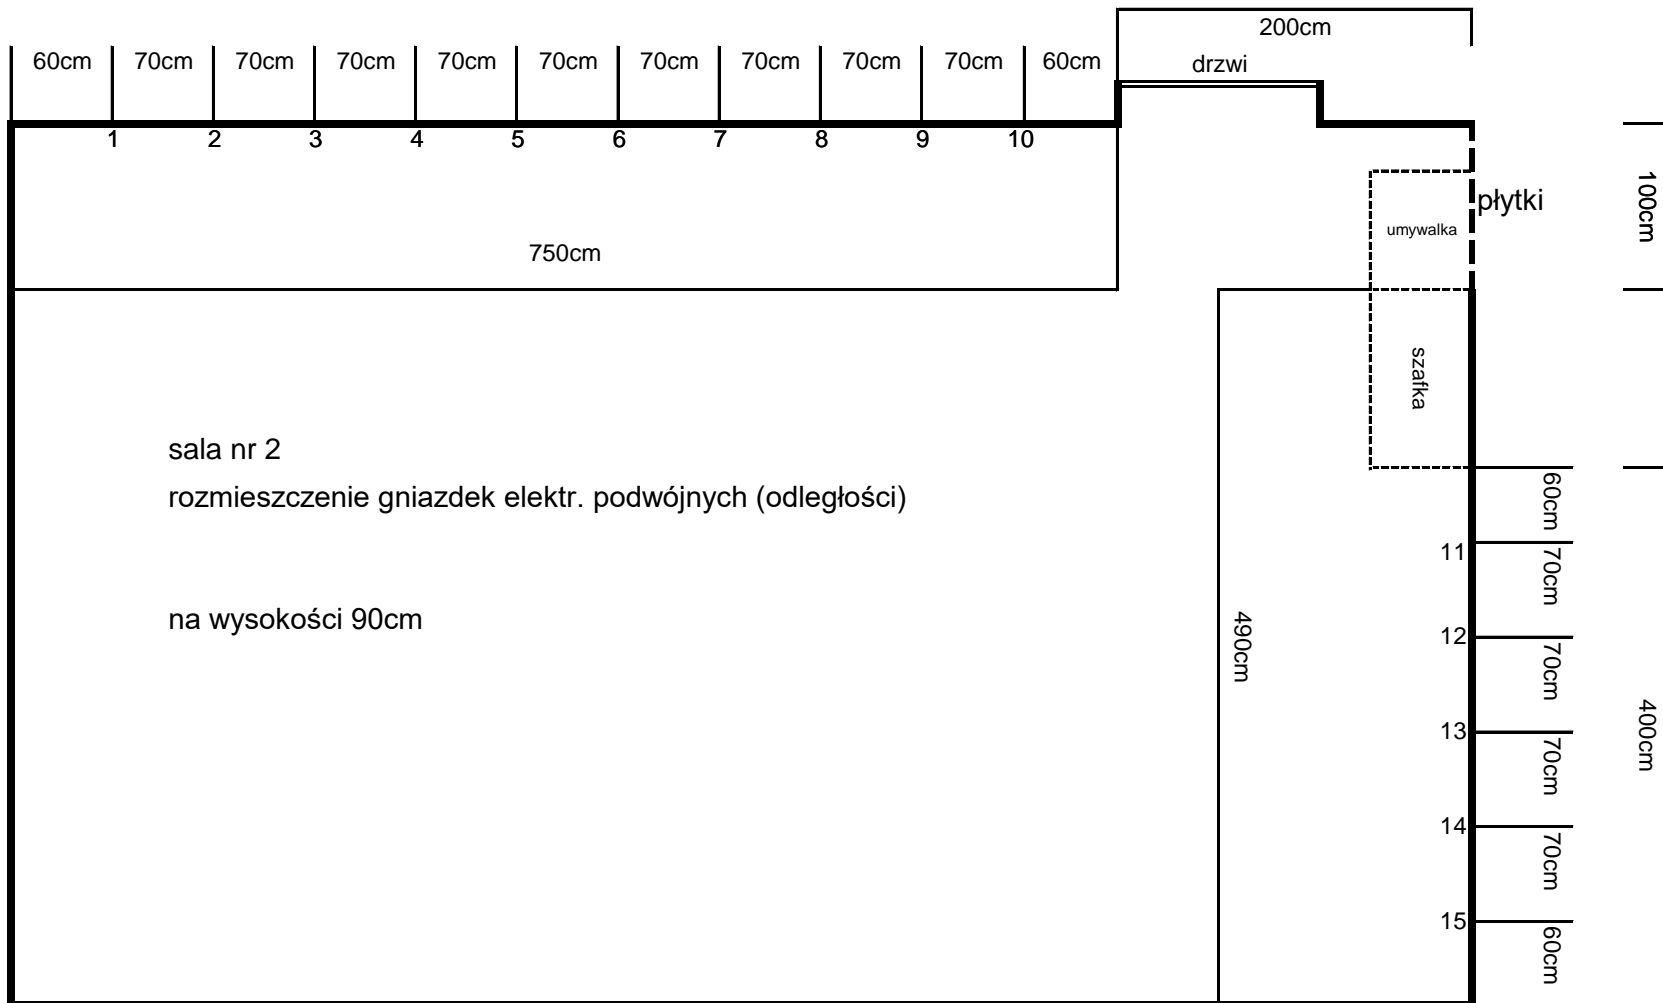 200cm
60cm 70cm 70cm 70cm 70cm 70cm 70cm 70cm 70cm 70cm 60cm
drzwi
1 2 3 4 5 6 7 8 9 10
płytki
100cm
umywalka
750cm
szafka
sala nr 2
rozmieszczenie gniazdek elektr. podwójnych (odległości)
60cm
11
70cm
na wysokości 90cm
490cm
12
70cm
13
70cm
400cm
14
70cm
15
60cm